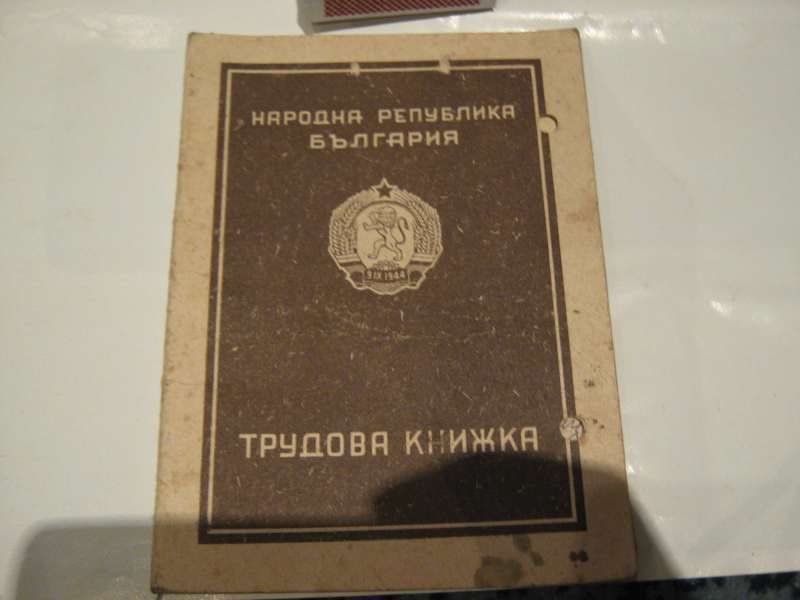 НАРОДНА РЕПУБЛИКА
БЪЛГАРИЯ
9 IX 1944
ТРУДОВА КНИЖКА